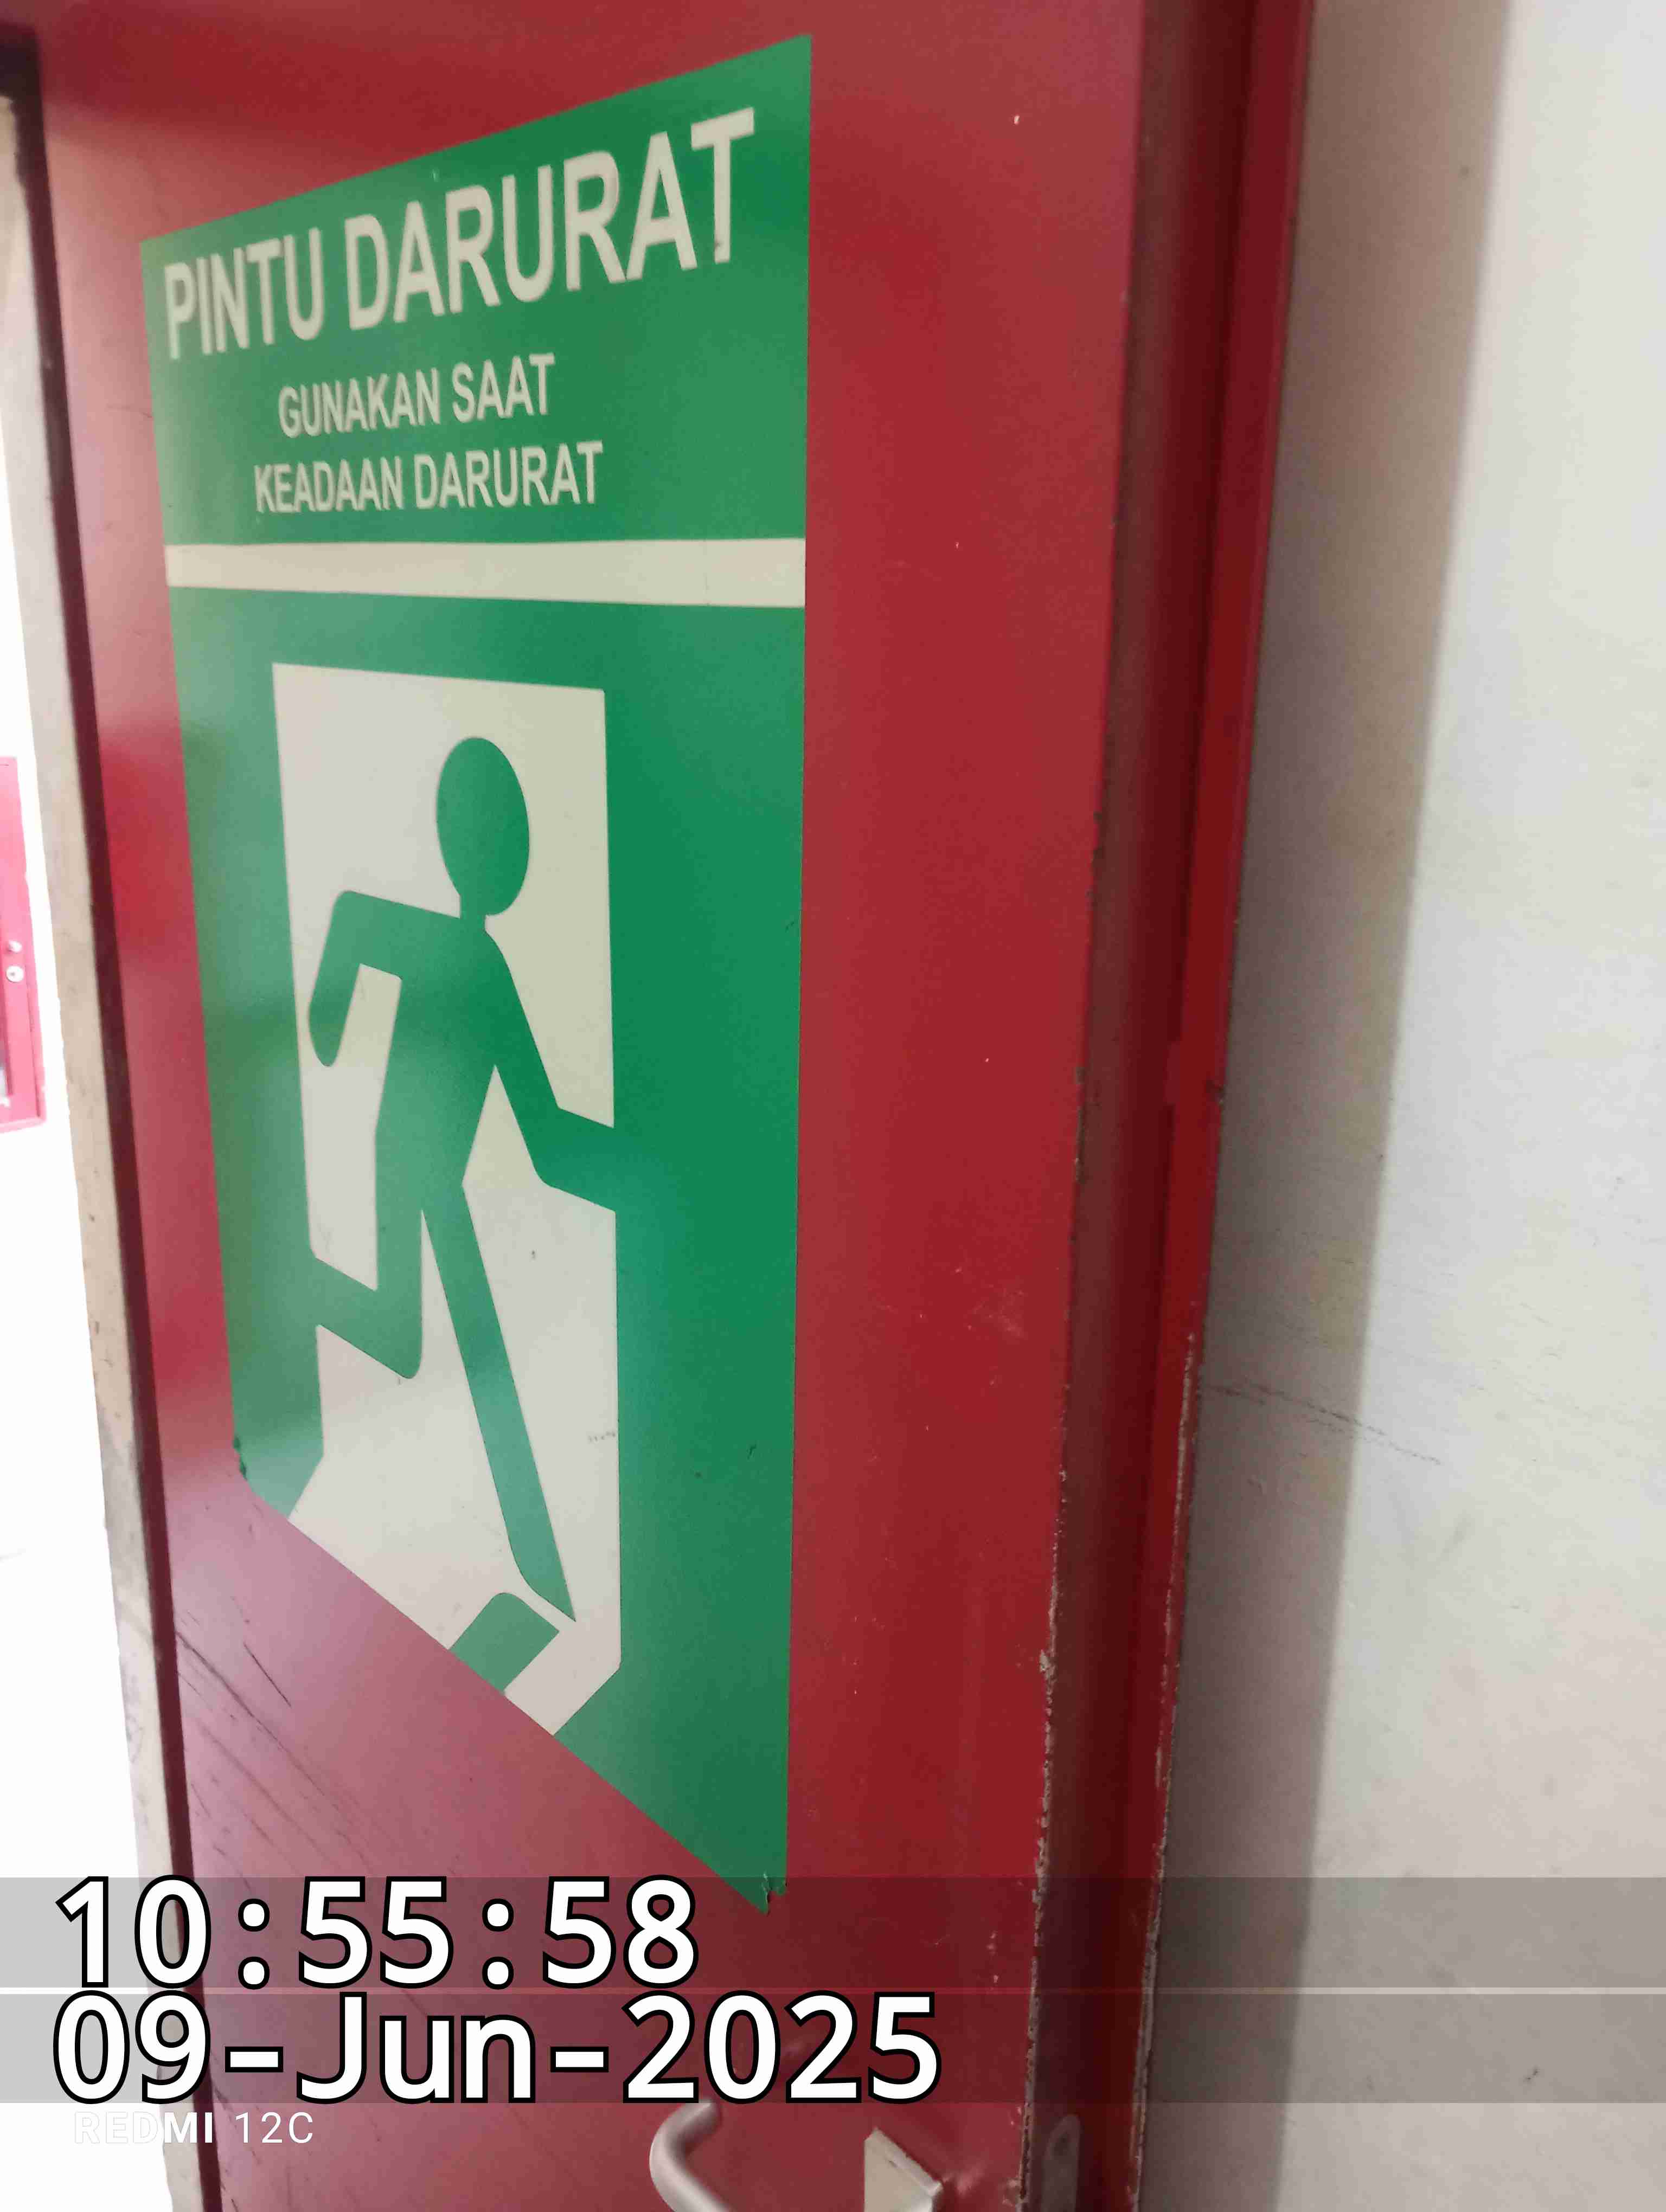 PINTU DARURAT
GUNAKAN SAAT
KEADAAN DARURAT
10:55:58
09-Jun-2025
REDMI 12C